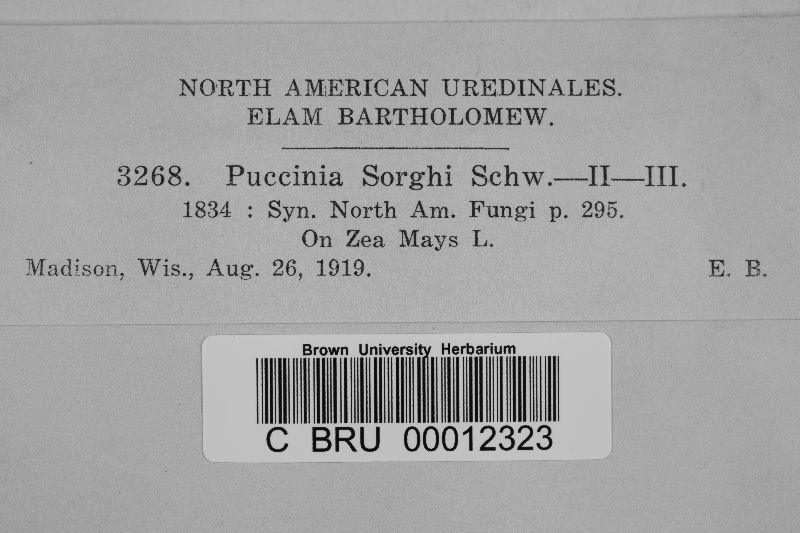 NORTH AMERICAN UREDINALES.
ELAM BARTHOLOMEW.
3268. Puccinia Sorghi Schw.—II—III.
1834 : Syn. North Am. Fungi p. 295.
On Zea Mays L.
Madison, Wis., Aug. 26, 1919. E. B.
Brown University Herbarium
C BRU 00012323